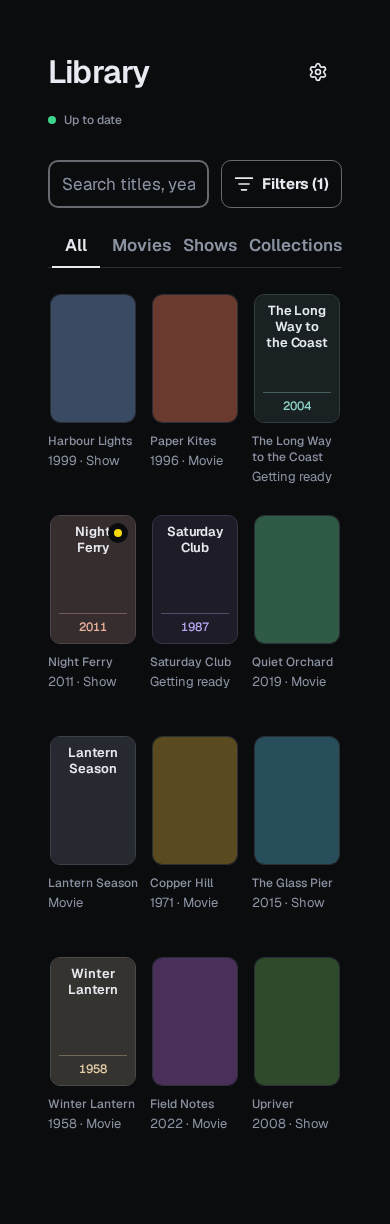 Library
Up to date
Search titles, yea
Filters (1)
All Movies Shows Collections
The Long
Way to
the Coast
2004
Harbour Lights
1999 · Show
Paper Kites
1996 · Movie
The Long Way
to the Coast
Getting ready
Night
Ferry
2011
Saturday
Club
1987
Night Ferry
2011 · Show
Saturday Club
Getting ready
Quiet Orchard
2019 · Movie
Lantern
Season
Lantern Season
Movie
Copper Hill
1971 · Movie
The Glass Pier
2015 · Show
Winter
Lantern
1958
Winter Lantern
1958 · Movie
Field Notes
2022 · Movie
Upriver
2008 · Show